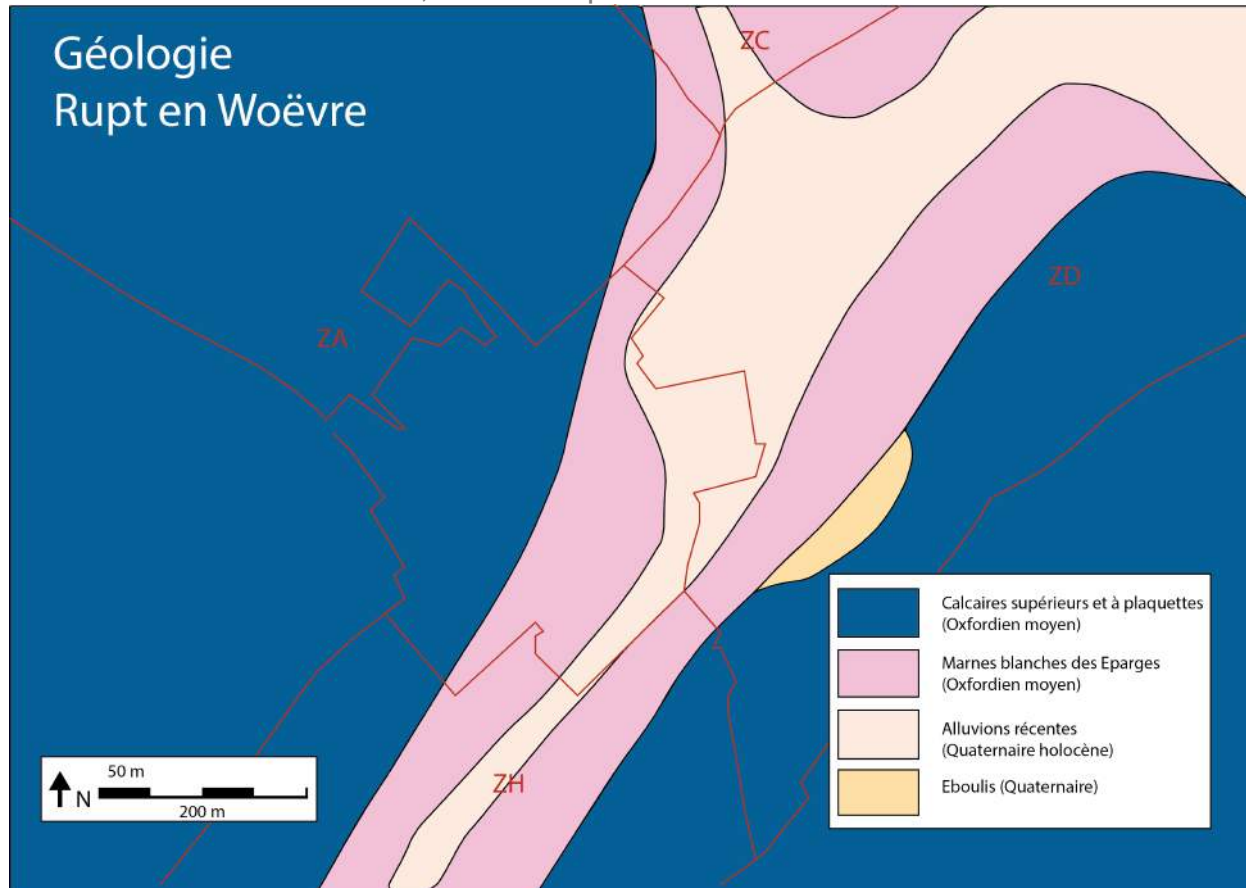 Géologie
Rupt en Woëvre
ZC
ZD
ZA
ZH
Calcaires supérieurs et à plaquettes
(Oxfordien moyen)
Marnes blanches des Eparges
(Oxfordien moyen)
Alluvions récentes
(Quaternaire holocène)
Eboulis (Quaternaire)
50 m
N
200 m